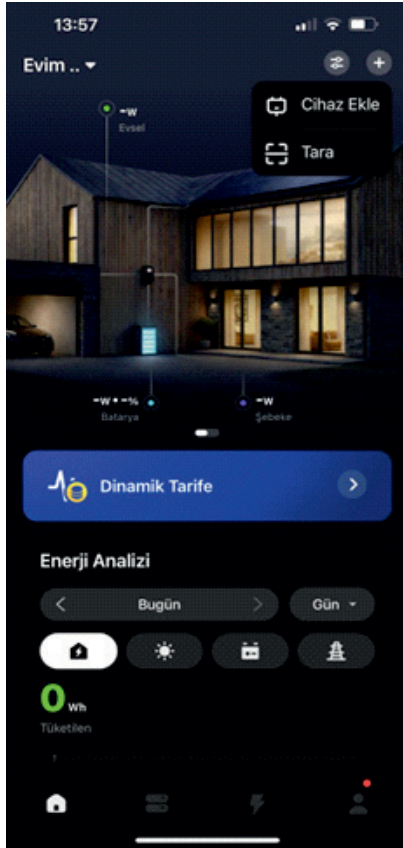 13:57
Evim ..
Cihaz Ekle
Tara
-W
Evsel
-W • -%
Batarya
-W
Şebeke
Dinamik Tarife
Enerji Analizi
Bugün
Gün
0 Wh
Tüketilen